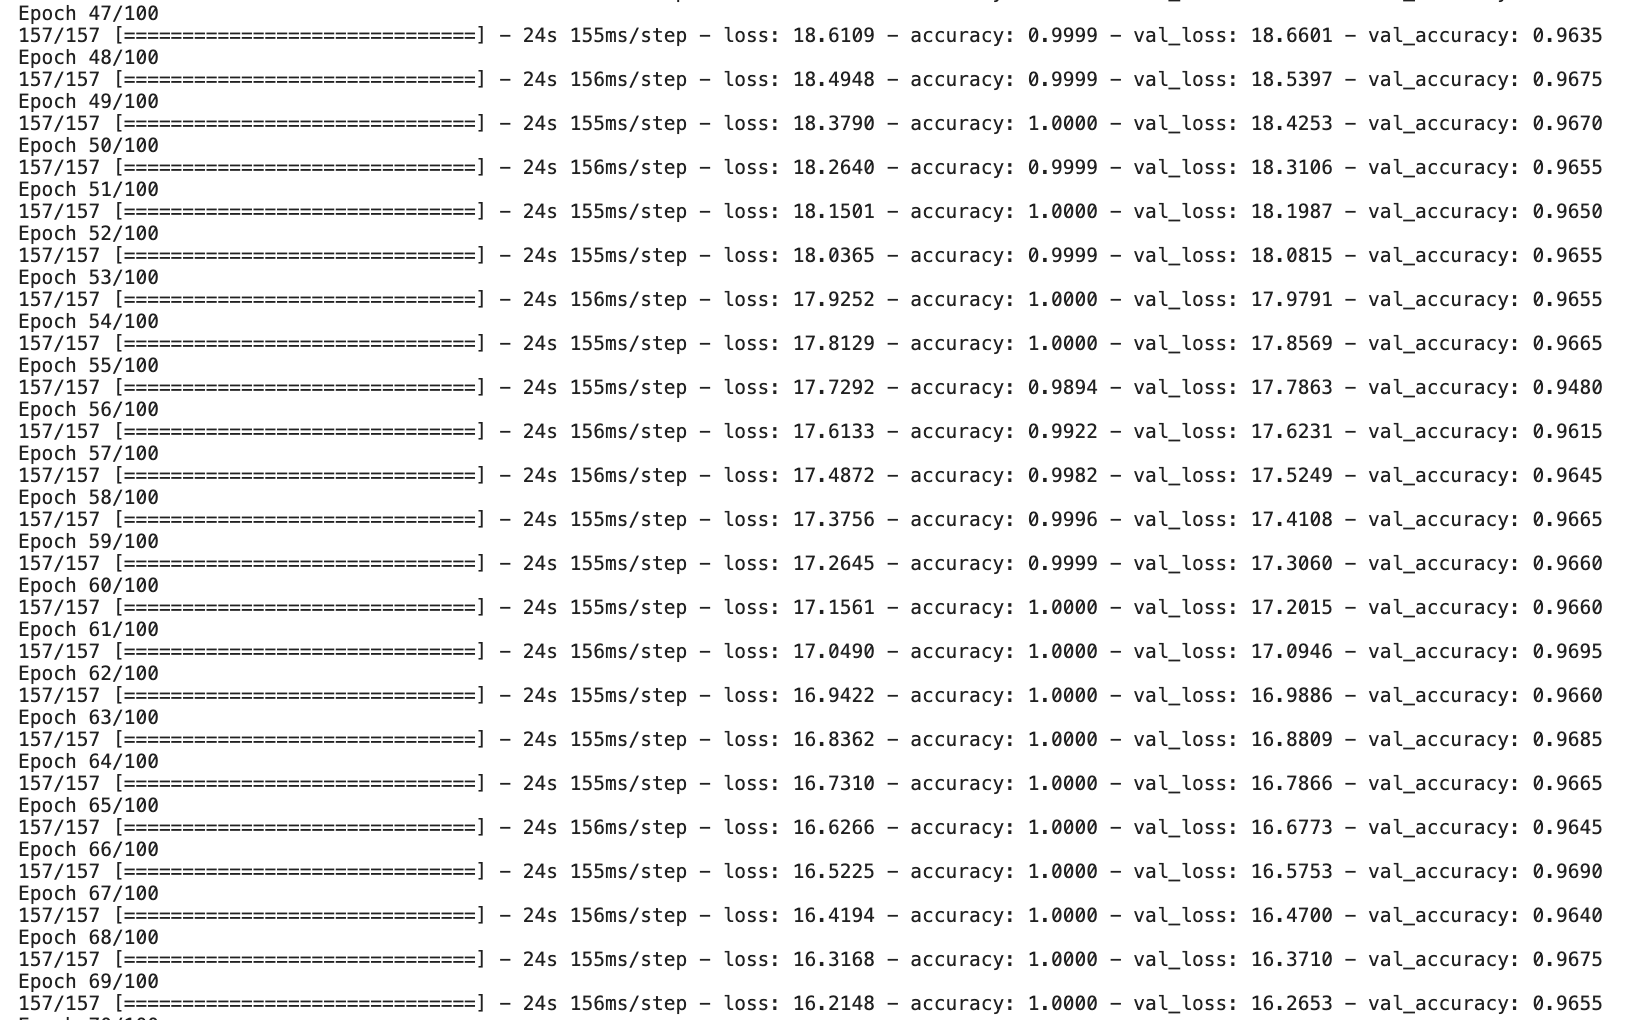 Epoch 47/100
157/157 [==============================] - 24s 155ms/step - loss: 18.6109 - accuracy: 0.9999 - val_loss: 18.6601 - val_accuracy: 0.9635
Epoch 48/100
157/157 [==============================] - 24s 156ms/step - loss: 18.4948 - accuracy: 0.9999 - val_loss: 18.5397 - val_accuracy: 0.9675
Epoch 49/100
157/157 [==============================] - 24s 155ms/step - loss: 18.3790 - accuracy: 1.0000 - val_loss: 18.4253 - val_accuracy: 0.9670
Epoch 50/100
157/157 [==============================] - 24s 156ms/step - loss: 18.2640 - accuracy: 0.9999 - val_loss: 18.3106 - val_accuracy: 0.9655
Epoch 51/100
157/157 [==============================] - 24s 155ms/step - loss: 18.1501 - accuracy: 1.0000 - val_loss: 18.1987 - val_accuracy: 0.9650
Epoch 52/100
157/157 [==============================] - 24s 155ms/step - loss: 18.0365 - accuracy: 0.9999 - val_loss: 18.0815 - val_accuracy: 0.9655
Epoch 53/100
157/157 [==============================] - 24s 156ms/step - loss: 17.9252 - accuracy: 1.0000 - val_loss: 17.9791 - val_accuracy: 0.9655
Epoch 54/100
157/157 [==============================] - 24s 155ms/step - loss: 17.8129 - accuracy: 1.0000 - val_loss: 17.8569 - val_accuracy: 0.9665
Epoch 55/100
157/157 [==============================] - 24s 155ms/step - loss: 17.7292 - accuracy: 0.9894 - val_loss: 17.7863 - val_accuracy: 0.9480
Epoch 56/100
157/157 [==============================] - 24s 156ms/step - loss: 17.6133 - accuracy: 0.9922 - val_loss: 17.6231 - val_accuracy: 0.9615
Epoch 57/100
157/157 [==============================] - 24s 156ms/step - loss: 17.4872 - accuracy: 0.9982 - val_loss: 17.5249 - val_accuracy: 0.9645
Epoch 58/100
157/157 [==============================] - 24s 155ms/step - loss: 17.3756 - accuracy: 0.9996 - val_loss: 17.4108 - val_accuracy: 0.9665
Epoch 59/100
157/157 [==============================] - 24s 155ms/step - loss: 17.2645 - accuracy: 0.9999 - val_loss: 17.3060 - val_accuracy: 0.9660
Epoch 60/100
157/157 [==============================] - 24s 155ms/step - loss: 17.1561 - accuracy: 1.0000 - val_loss: 17.2015 - val_accuracy: 0.9660
Epoch 61/100
157/157 [==============================] - 24s 156ms/step - loss: 17.0490 - accuracy: 1.0000 - val_loss: 17.0946 - val_accuracy: 0.9695
Epoch 62/100
157/157 [==============================] - 24s 155ms/step - loss: 16.9422 - accuracy: 1.0000 - val_loss: 16.9886 - val_accuracy: 0.9660
Epoch 63/100
157/157 [==============================] - 24s 155ms/step - loss: 16.8362 - accuracy: 1.0000 - val_loss: 16.8809 - val_accuracy: 0.9685
Epoch 64/100
157/157 [==============================] - 24s 155ms/step - loss: 16.7310 - accuracy: 1.0000 - val_loss: 16.7866 - val_accuracy: 0.9665
Epoch 65/100
157/157 [==============================] - 24s 156ms/step - loss: 16.6266 - accuracy: 1.0000 - val_loss: 16.6773 - val_accuracy: 0.9645
Epoch 66/100
157/157 [==============================] - 24s 155ms/step - loss: 16.5225 - accuracy: 1.0000 - val_loss: 16.5753 - val_accuracy: 0.9690
Epoch 67/100
157/157 [==============================] - 24s 156ms/step - loss: 16.4194 - accuracy: 1.0000 - val_loss: 16.4700 - val_accuracy: 0.9640
Epoch 68/100
157/157 [==============================] - 24s 155ms/step - loss: 16.3168 - accuracy: 1.0000 - val_loss: 16.3710 - val_accuracy: 0.9675
Epoch 69/100
157/157 [==============================] - 24s 156ms/step - loss: 16.2148 - accuracy: 1.0000 - val_loss: 16.2653 - val_accuracy: 0.9655